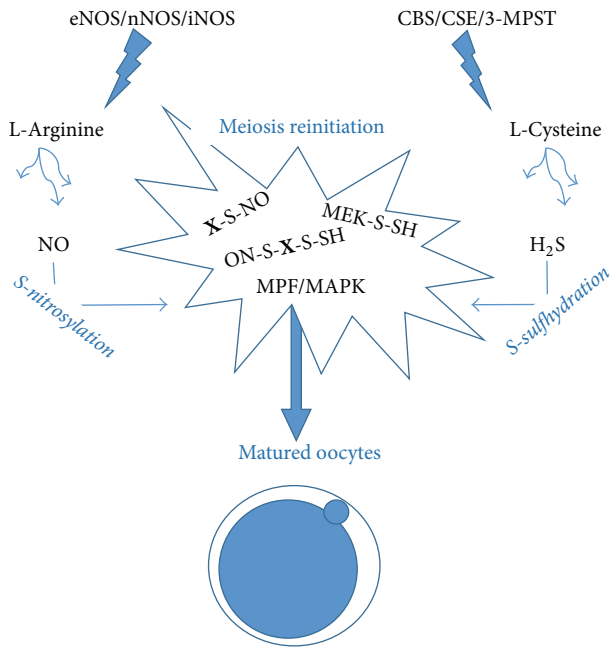 eNOS/nNOS/iNOS
CBS/CSE/3-MPST
L-Arginine
Meiosis reinitiation
L-Cysteine
X-S-NO
MEK-S-SH
ON-S-X-S-SH
NO
H₂S
MPF/MAPK
S-nitrosylation
S-sulfhydration
Matured oocytes